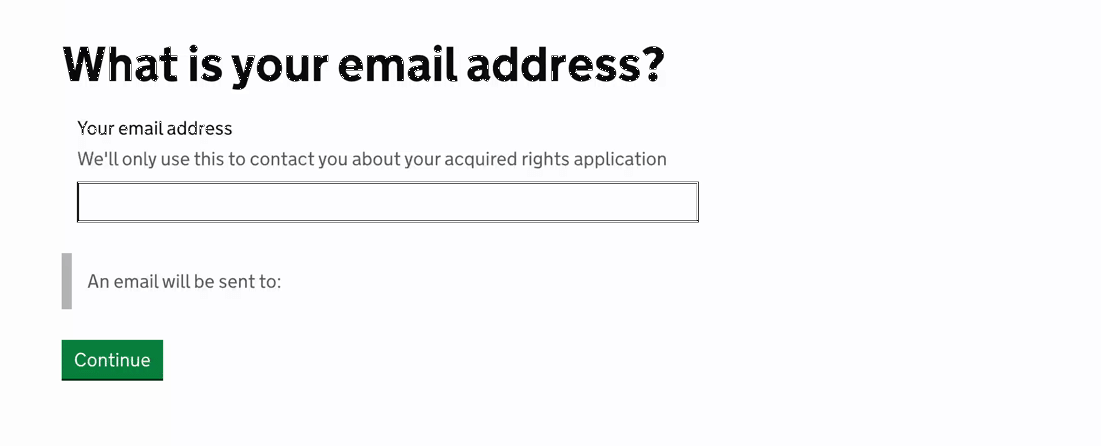 What is your email address?
Your email address
We'll only use this to contact you about your acquired rights application
An email will be sent to:
Continue